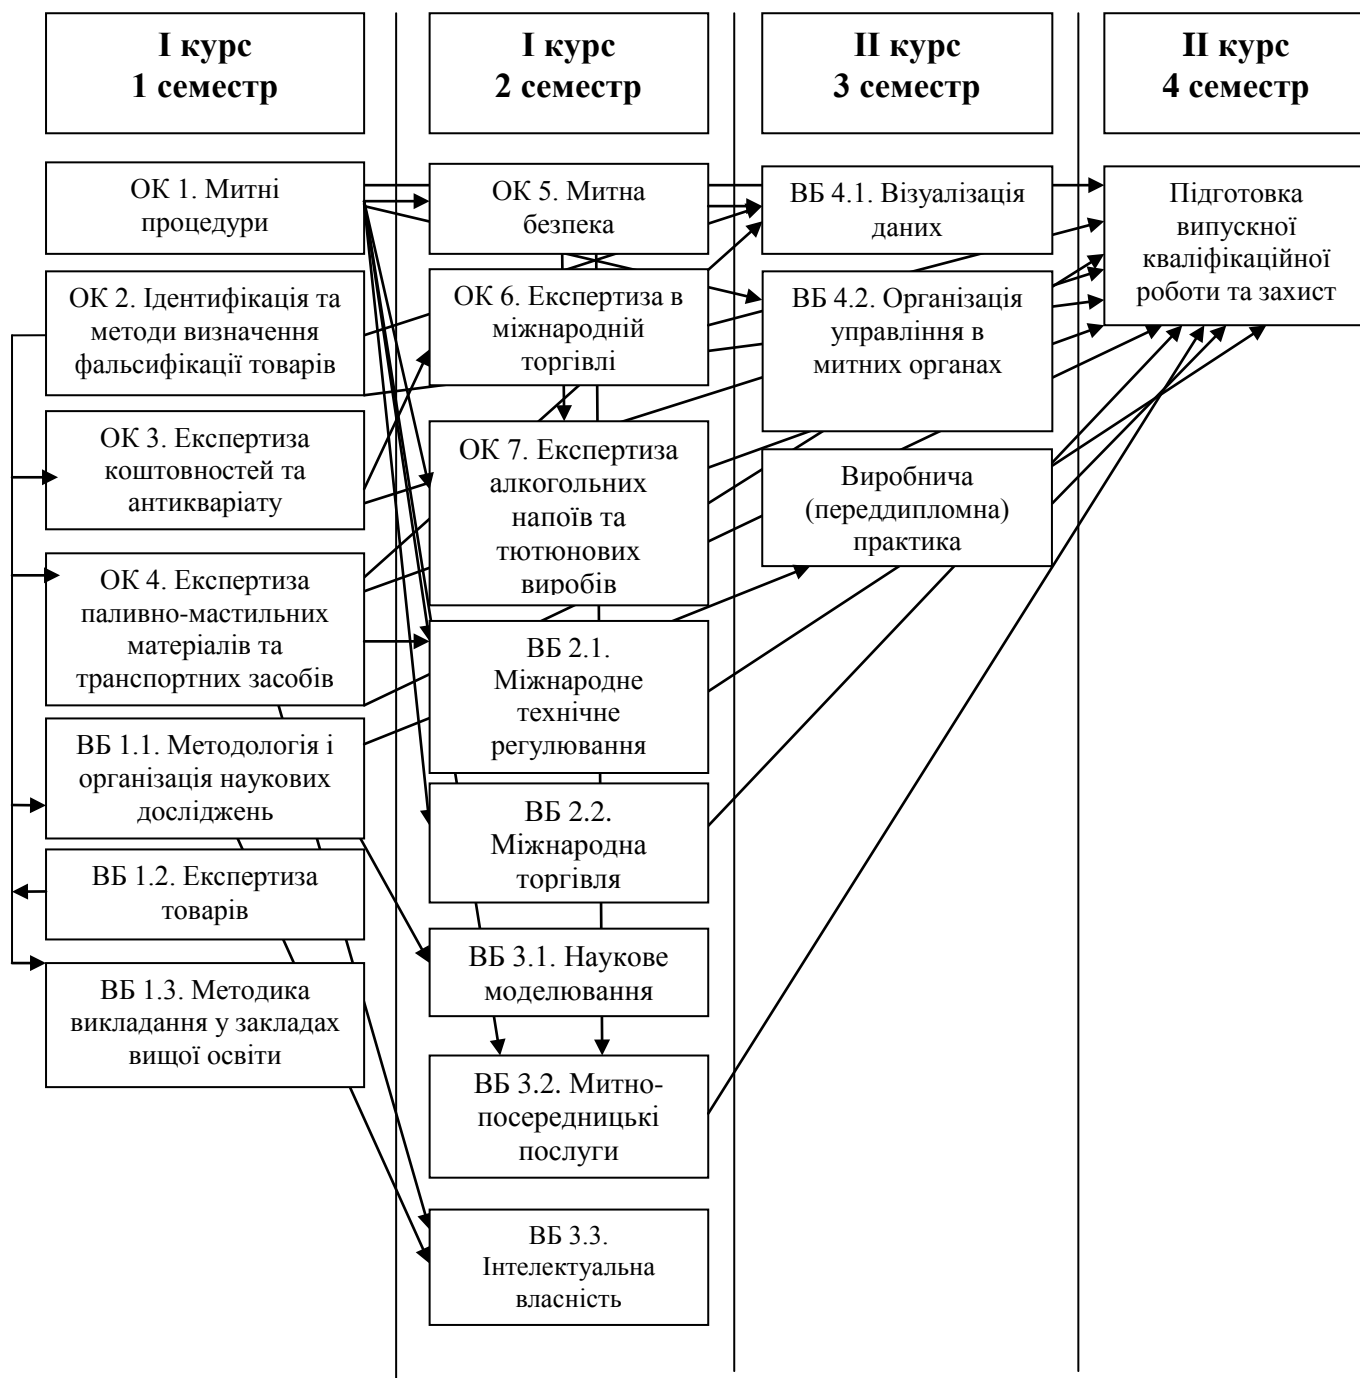 І курс
1 семестр
І курс
2 семестр
ІІ курс
3 семестр
ІІ курс
4 семестр
ОК 1. Митні
процедури
ОК 2. Ідентифікація та
методи визначення
фальсифікації товарів
ОК 3. Експертиза
коштовностей та
антикваріату
ОК 4. Експертиза
паливно-мастильних
матеріалів та
транспортних засобів
ВБ 1.1. Методологія і
організація наукових
досліджень
ВБ 1.2. Експертиза
товарів
ВБ 1.3. Методика
викладання у закладах
вищої освіти
ОК 5. Митна
безпека
ОК 6. Експертиза в
міжнародній
торгівлі
ОК 7. Експертиза
алкогольних
напоїв та
тютюнових
виробів
ВБ 2.1.
Міжнародне
технічне
регулювання
ВБ 2.2.
Міжнародна
торгівля
ВБ 3.1. Наукове
моделювання
ВБ 3.2. Митно-
посередницькі
послуги
ВБ 3.3.
Інтелектуальна
власність
ВБ 4.1. Візуалізація
даних
ВБ 4.2. Організація
управління в
митних органах
Виробнича
(переддипломна)
практика
Підготовка
випускної
кваліфікаційної
роботи та захист